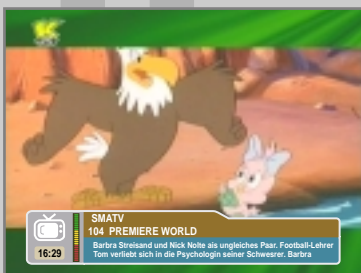 SMATV
104 PREMIERE WORLD
16:29
Barbra Streisand und Nick Nolte als ungleiches Paar. Football-Lehrer
Tom verliebt sich in die Psychologin seiner Schwesrer. Barbra